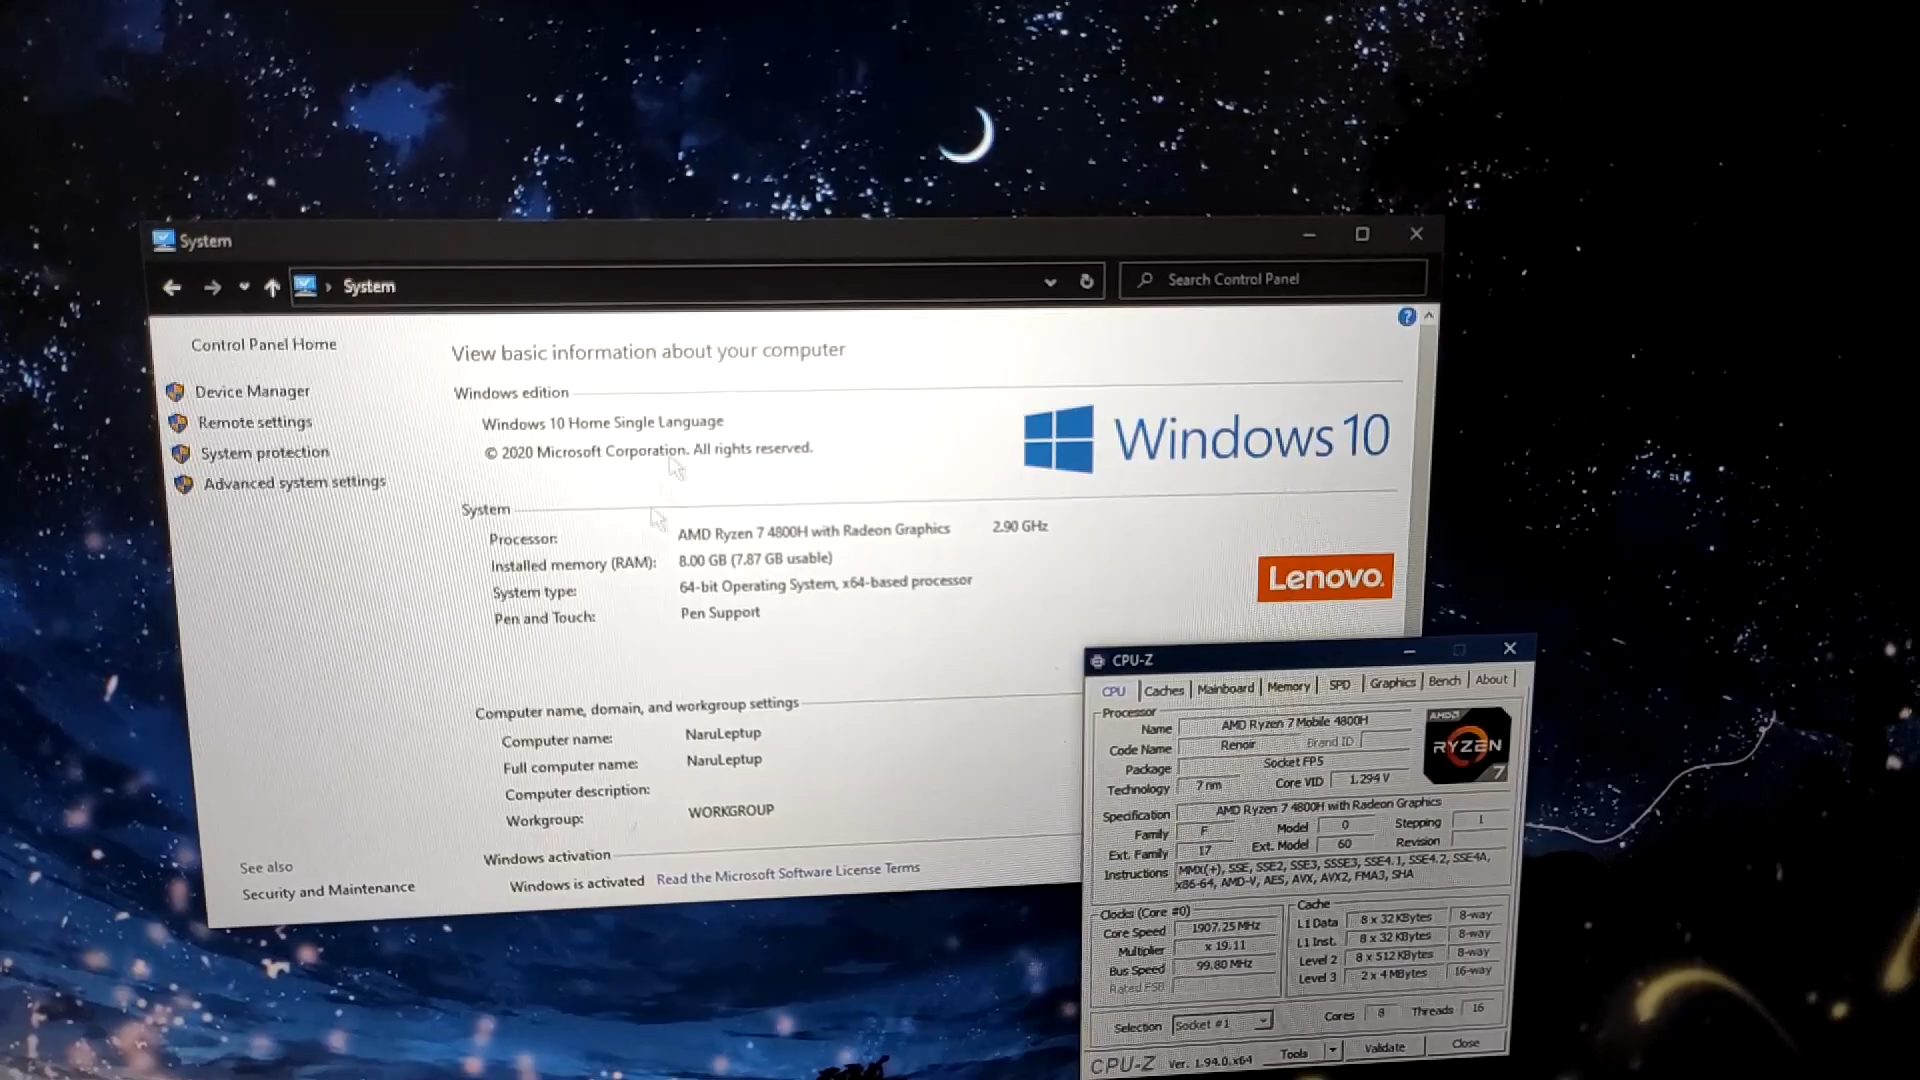 System
System
Search Control Panel
Control Panel Home
Device Manager
Remote settings
System protection
Advanced system settings
See also
Security and Maintenance
View basic information about your computer
Windows edition
Windows 10 Home Single Language
© 2020 Microsoft Corporation. All rights reserved.
Windows 10
System
Processor: AMD Ryzen 7 4800H with Radeon Graphics 2.90 GHz
Installed memory (RAM): 8.00 GB (7.87 GB usable)
System type: 64-bit Operating System, x64-based processor
Pen and Touch: Pen Support
Lenovo
Computer name, domain, and workgroup settings
Computer name: NaruLeptup
Full computer name: NaruLeptup
Computer description:
Workgroup: WORKGROUP
Windows activation
Windows is activated Read the Microsoft Software License Terms
CPU-Z
CPU Caches Mainboard Memory SPD Graphics Bench About
Processor
Name AMD Ryzen 7 Mobile 4800H
Code Name Renoir Brand ID
Package Socket FP5
Technology 7 nm Core VID 1.294 V
AMD
RYZEN
7
Specification AMD Ryzen 7 4800H with Radeon Graphics
Family F Model 0 Stepping 1
Ext. Family 17 Ext. Model 60 Revision
Instructions MMX(+), SSE, SSE2, SSE3, SSSE3, SSE4.1, SSE4.2, SSE4A,
x86-64, AMD-V, AES, AVX, AVX2, FMA3, SHA
Clocks (Core #0)
Core Speed 1907.25 MHz
Multiplier x 19.11
Bus Speed 99.80 MHz
Rated FSB
Cache
L1 Data 8 x 32 KBytes 8-way
L1 Inst. 8 x 32 KBytes 8-way
Level 2 8 x 512 KBytes 8-way
Level 3 2 x 4 MBytes 16-way
Selection Socket #1 Cores 8 Threads 16
CPU-Z Ver. 1.94.0.x64 Tools Validate Close